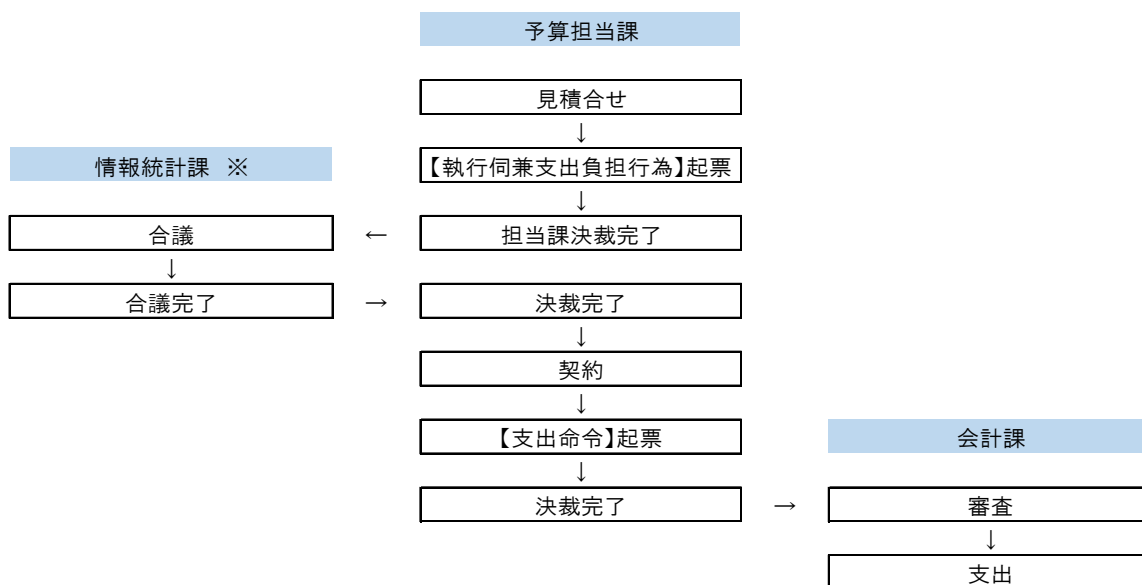 予算担当課
見積合せ
↓
情報統計課 ※
【執行伺兼支出負担行為】起票
↓
合議 ← 担当課決裁完了
↓
合議完了 → 決裁完了
↓
契約
↓
【支出命令】起票
会計課
↓
決裁完了 → 審査
↓
支出